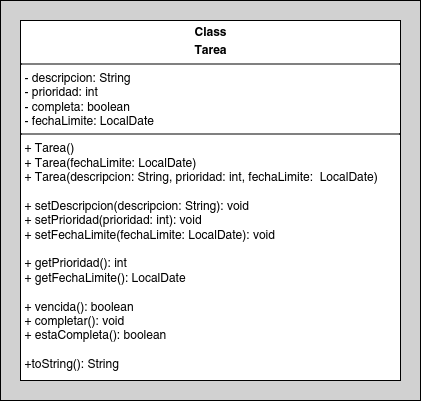 Class
Tarea
- descripcion: String
- prioridad: int
- completa: boolean
- fechaLimite: LocalDate
+ Tarea()
+ Tarea(fechaLimite: LocalDate)
+ Tarea(descripcion: String, prioridad: int, fechaLimite:  LocalDate)
+ setDescripcion(descripcion: String): void
+ setPrioridad(prioridad: int): void
+ setFechaLimite(fechaLimite: LocalDate): void
+ getPrioridad(): int
+ getFechaLimite(): LocalDate
+ vencida(): boolean
+ completar(): void
+ estaCompleta(): boolean
+toString(): String